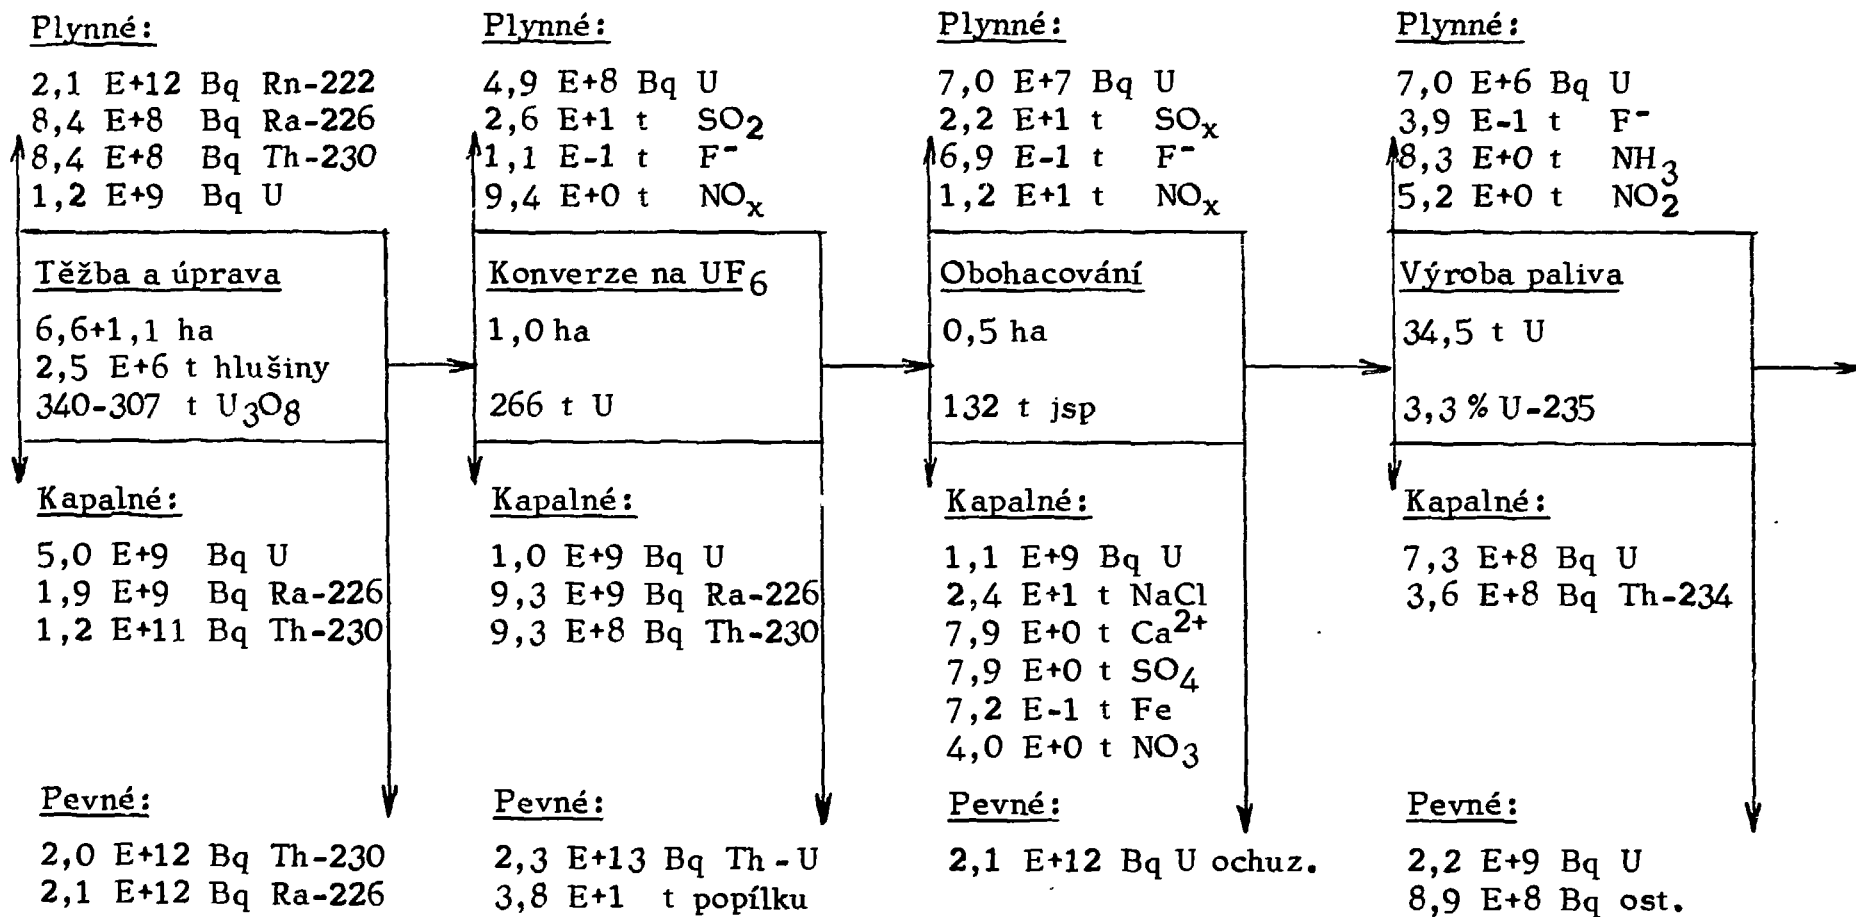 Plynné:
2,1 E+12 Bq Rn-222
8,4 E+8 Bq Ra-226
8,4 E+8 Bq Th-230
1,2 E+9 Bq U
Těžba a úprava
6,6+1,1 ha
2,5 E+6 t hlušiny
340-307 t U3O8
Kapalné:
5,0 E+9 Bq U
1,9 E+9 Bq Ra-226
1,2 E+11 Bq Th-230
Pevné:
2,0 E+12 Bq Th-230
2,1 E+12 Bq Ra-226
Plynné:
4,9 E+8 Bq U
2,6 E+1 t SO2
1,1 E-1 t F-
9,4 E+0 t NOx
Konverze na UF6
1,0 ha
266 t U
Kapalné:
1,0 E+9 Bq U
9,3 E+9 Bq Ra-226
9,3 E+8 Bq Th-230
Pevné:
2,3 E+13 Bq Th-U
3,8 E+1 t popílku
Plynné:
7,0 E+7 Bq U
2,2 E+1 t SOx
6,9 E-1 t F-
1,2 E+1 t NOx
Obohacování
0,5 ha
132 t jsp
Kapalné:
1,1 E+9 Bq U
2,4 E+1 t NaCl
7,9 E+0 t Ca2+
7,9 E+0 t SO4
7,2 E-1 t Fe
4,0 E+0 t NO3
Pevné:
2,1 E+12 Bq U ochuz.
Plynné:
7,0 E+6 Bq U
3,9 E-1 t F-
8,3 E+0 t NH3
5,2 E+0 t NO2
Výroba paliva
34,5 t U
3,3 % U-235
Kapalné:
7,3 E+8 Bq U
3,6 E+8 Bq Th-234
Pevné:
2,2 E+9 Bq U
8,9 E+8 Bq ost.